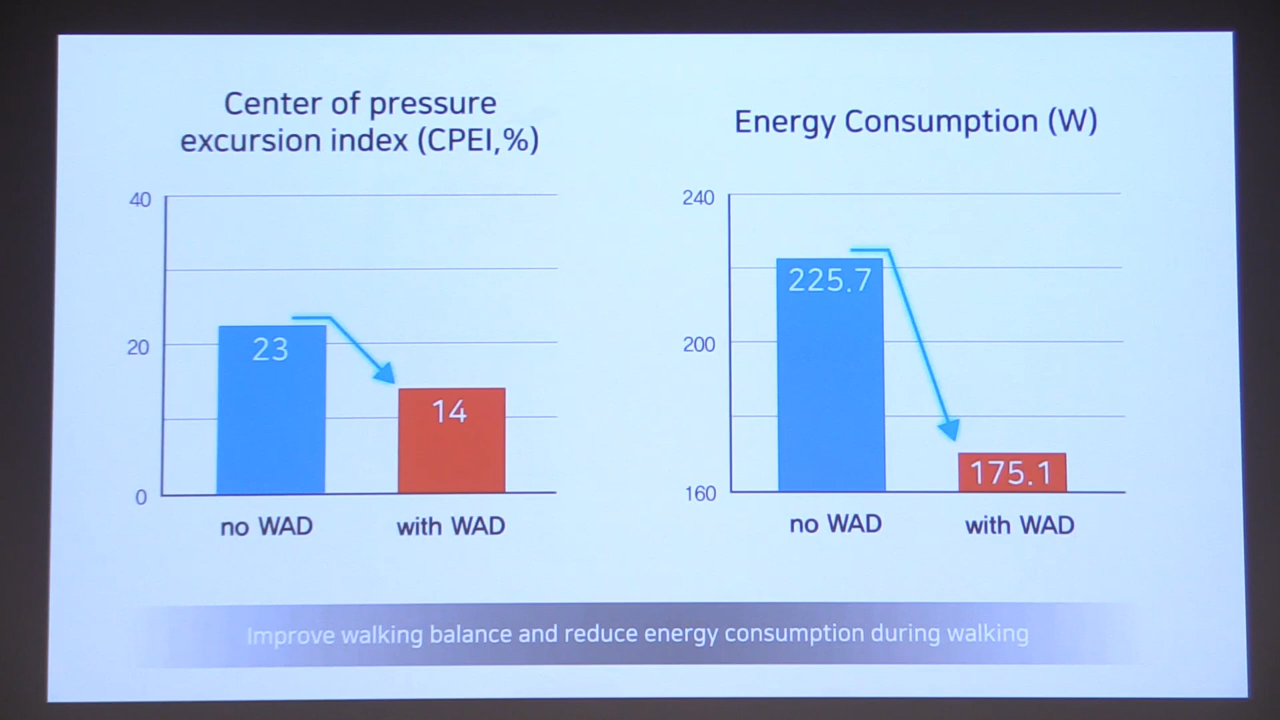 Center of pressure
excursion index (CPEI,%)
40
20
0
23
14
no WAD
with WAD
Energy Consumption (W)
240
200
160
225.7
175.1
no WAD
with WAD
Improve walking balance and reduce energy consumption during walking